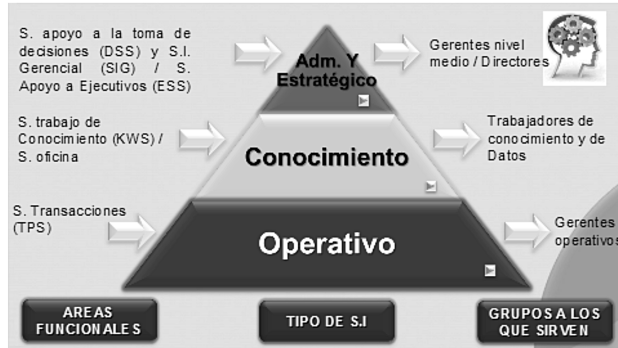 S. apoyo a la toma de
decisiones (DSS) y S.I.
Gerencial (SIG) / S.
Apoyo a Ejecutivos (ESS)
Adm. Y
Estratégico
Gerentes nivel
medio / Directores
S. trabajo de
Conocimiento (KWS) /
S. oficina
Conocimiento
Trabajadores de
conocimiento y de
Datos
S. Transacciones
(TPS)
Operativo
Gerentes
operativos
AREAS
FUNCIONALES
TIPO DE S.I
GRUPOS A LOS
QUE SIRVEN